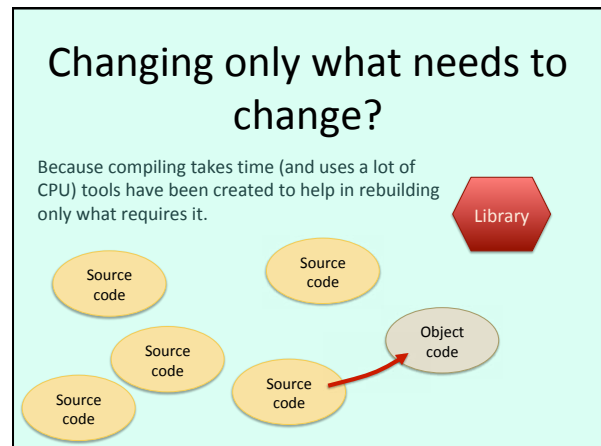 Changing only what needs to
change?
Because compiling takes time (and uses a lot of
CPU) tools have been created to help in rebuilding
only what requires it.
Library
Source
code
Source
code
Object
code
Source
code
Source
code
Source
code